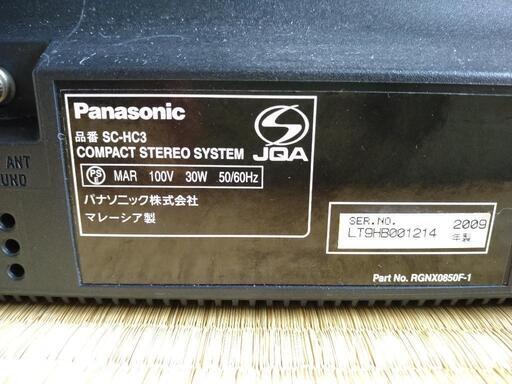 Panasonic
品番 SC-HC3
COMPACT STEREO SYSTEM
S
JQA
PS
E
MAR 100V 30W 50/60Hz
パナソニック株式会社
マレーシア製
ANT
UND
SER.NO.
LT9HB001214
2009
年製
Part No. RGNX0850F-1